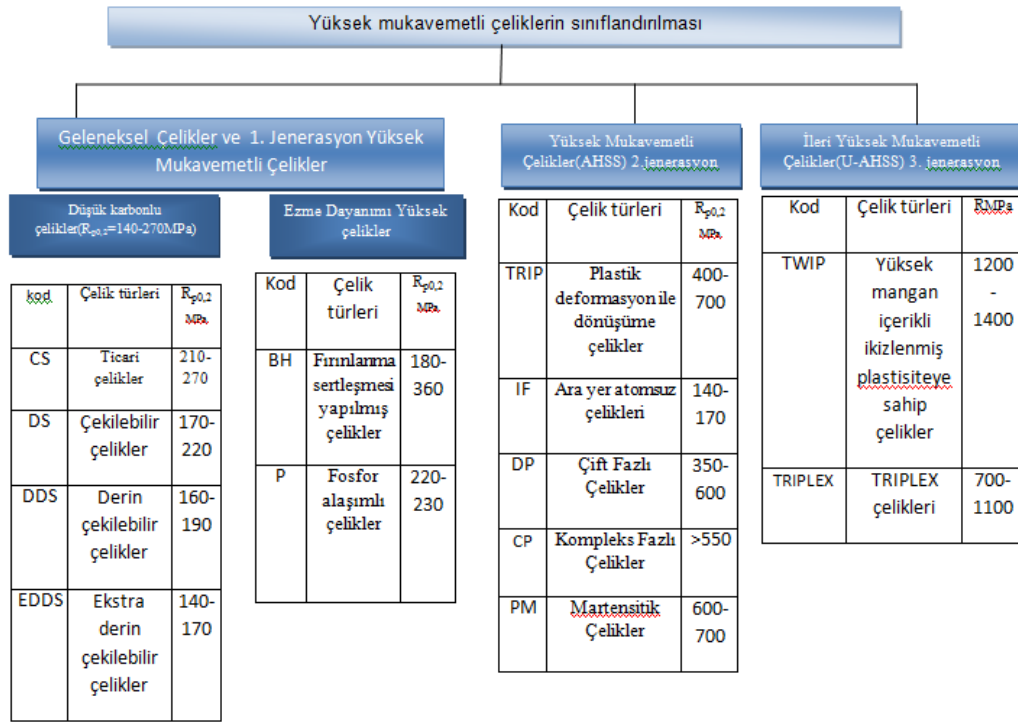 Yüksek mukavemetli çeliklerin sınıflandırılması
Geleneksel Çelikler ve 1. Jenerasyon Yüksek
Mukavemetli Çelikler
Düşük karbonlu
çelikler(Rp0,2=140-270MPa)
kod Çelik türleri Rp0,2
MPa
CS Ticari 210-
çelikler 270
DS Çekilebilir 170-
çelikler 220
DDS Derin 160-
çekilebilir 190
çelikler
EDDS Ekstra 140-
derin 170
çekilebilir
çelikler
Ezme Dayanımı Yüksek
çelikler
Kod Çelik Rp0,2
türleri MPa
BH Fırınlanma 180-
sertleşmesi 360
yapılmış
çelikler
P Fosfor 220-
alaşımlı 230
çelikler
Yüksek Mukavemetli
Çelikler(AHSS) 2.jenerasyon
Kod Çelik türleri Rp0,2
MPa
TRIP Plastik 400-
deformasyon ile 700
dönüşüme
çelikler
IF Ara yer atomsuz 140-
çelikleri 170
DP Çift Fazlı 350-
Çelikler 600
CP Kompleks Fazlı >550
Çelikler
PM Martensitik 600-
Çelikler 700
İleri Yüksek Mukavemetli
Çelikler(U-AHSS) 3. jenerasyon
Kod Çelik türleri RMPa
TWIP Yüksek 1200
mangan -
içerikli 1400
ikizlenmiş
plastisiteye
sahip
çelikler
TRIPLEX TRIPLEX 700-
çelikleri 1100